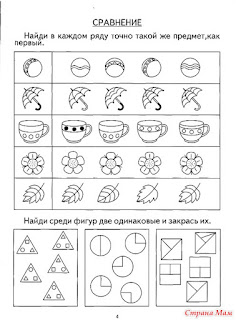 СРАВНЕНИЕ
Найди в каждом ряду точно такой же предмет,как
первый.
Найди среди фигур две одинаковые и закрась их.
4
Страна Мам